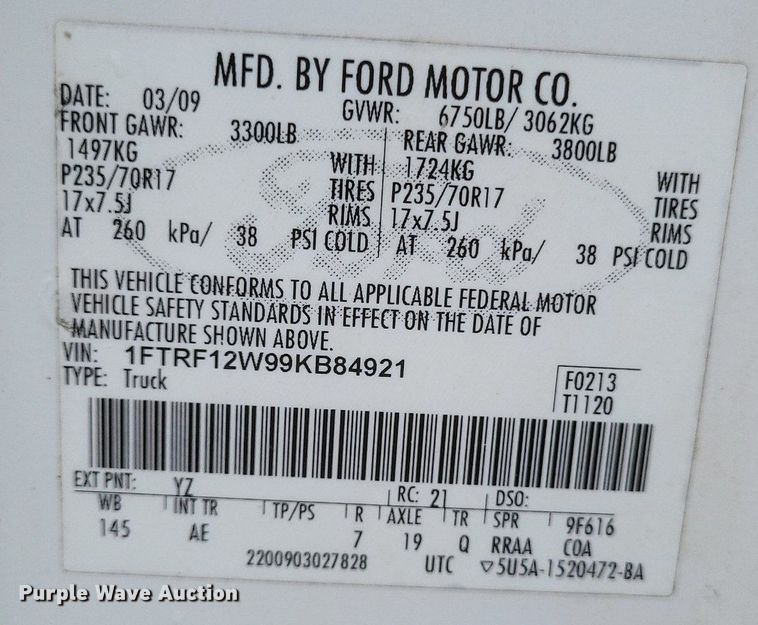 MFD. BY FORD MOTOR CO.
DATE: 03/09 GVWR: 6750LB/ 3062KG
FRONT GAWR: 3300LB REAR GAWR: 3800LB
1497KG WITH 1724KG WITH
P235/70R17 TIRES P235/70R17 TIRES
17x7.5J RIMS 17x7.5J RIMS
AT 260 kPa/ 38 PSI COLD AT 260 kPa/ 38 PSI COLD
Ford
THIS VEHICLE CONFORMS TO ALL APPLICABLE FEDERAL MOTOR
VEHICLE SAFETY STANDARDS IN EFFECT ON THE DATE OF
MANUFACTURE SHOWN ABOVE.
VIN: 1FTRF12W99KB84921
TYPE: Truck
F0213
T1120
EXT PNT: YZ RC: 21 DSO:
WB INT TR TP/PS R AXLE TR SPR 9F616
145 AE 7 19 Q RRAA COA
2200903027828 UTC ▽5U5A-1520472-BA
Purple Wave Auction